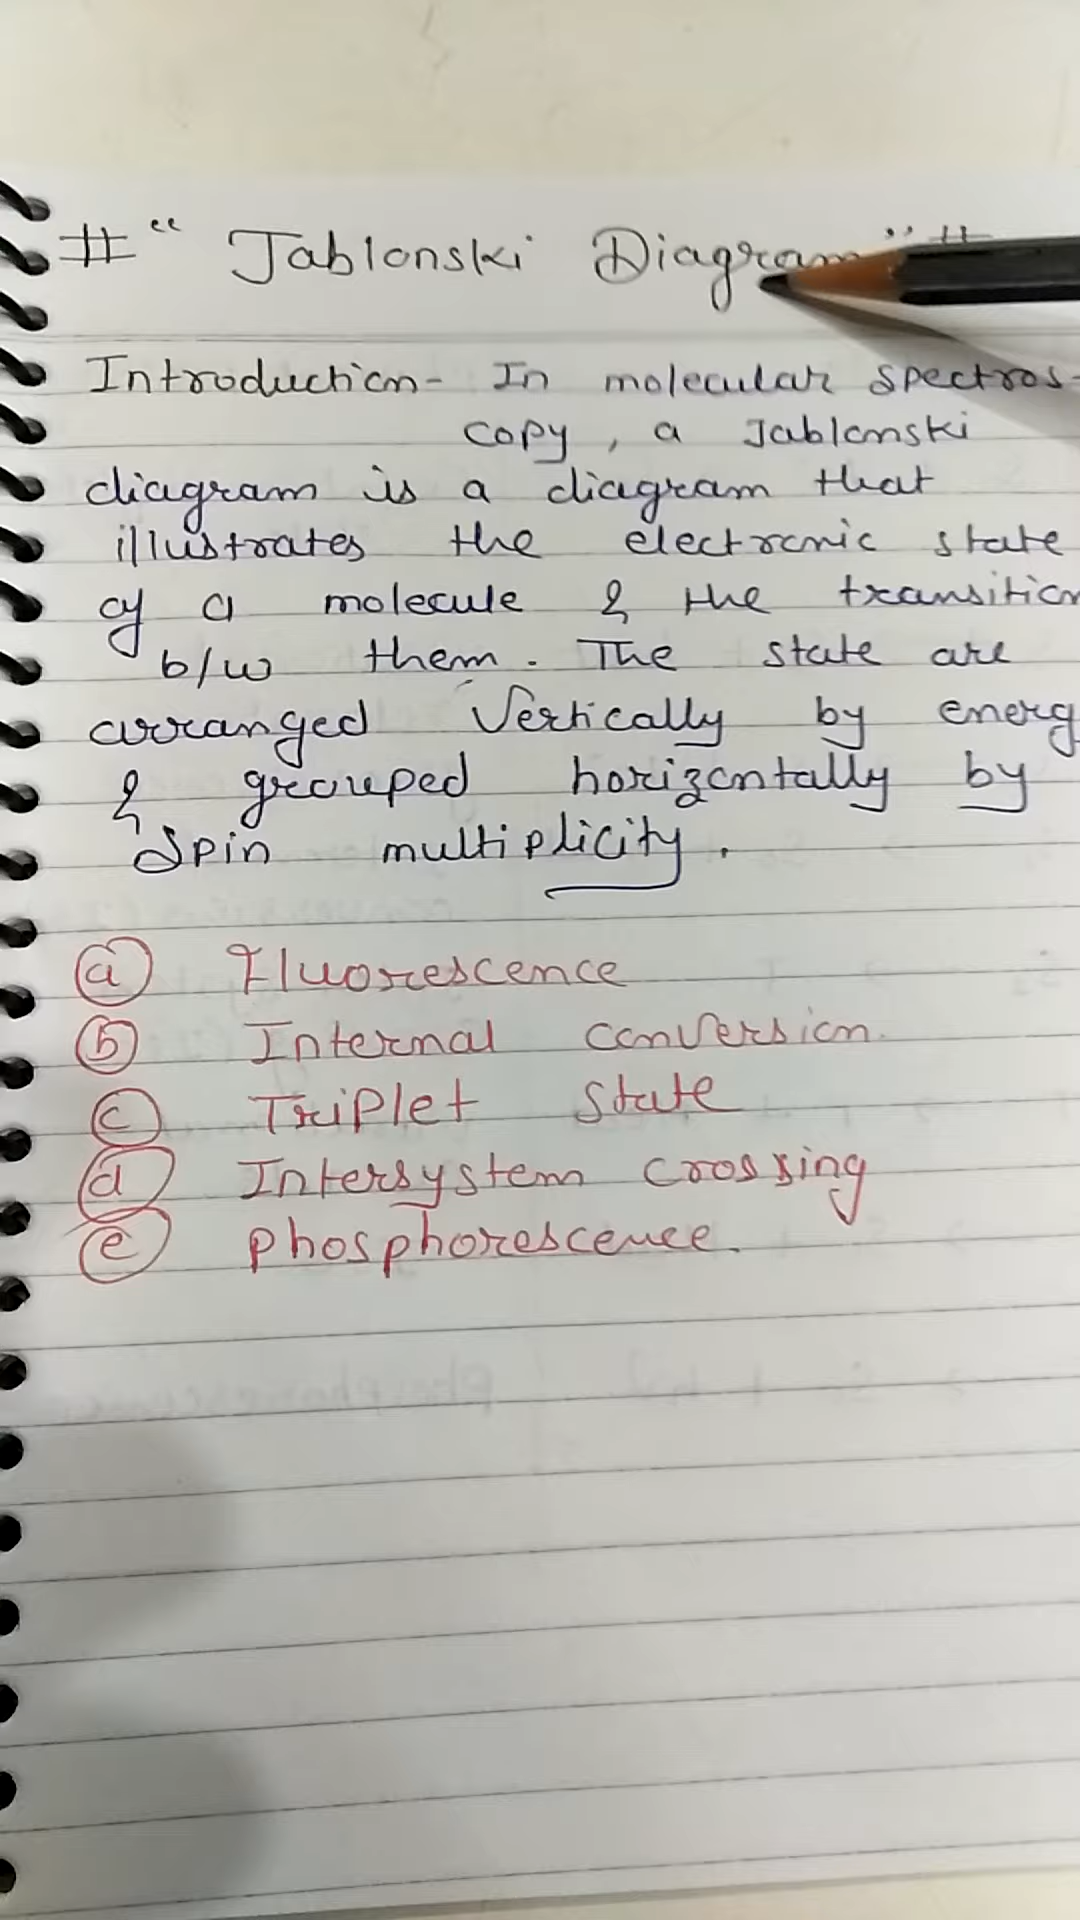 # "Jablonski Diagram" #
Introduction- In molecular spectros-
copy, a Jablonski
diagram is a diagram that
illustrates the electronic state
of a molecule & the transition
b/w them. The state are
arranged vertically by energ
& grouped horizontally by
Spin multiplicity.
(a) Fluorescence
(b) Internal conversion.
(c) Triplet state
(d) Intersystem crossing
(e) phosphorescence.